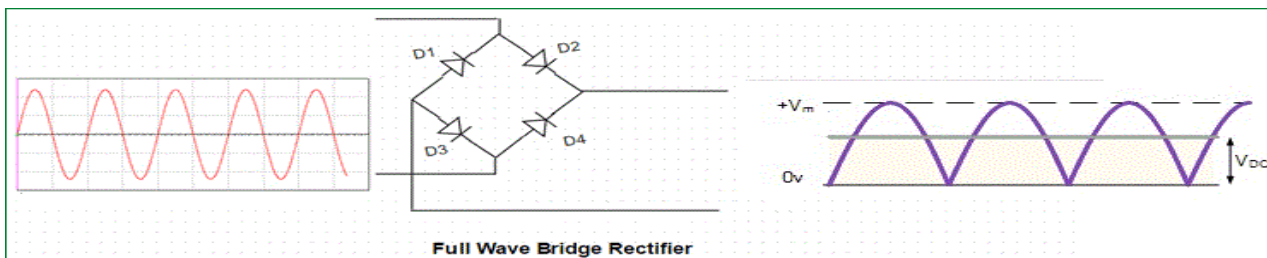 D1
D2
D3
D4
+Vm
0v
VDC
Full Wave Bridge Rectifier